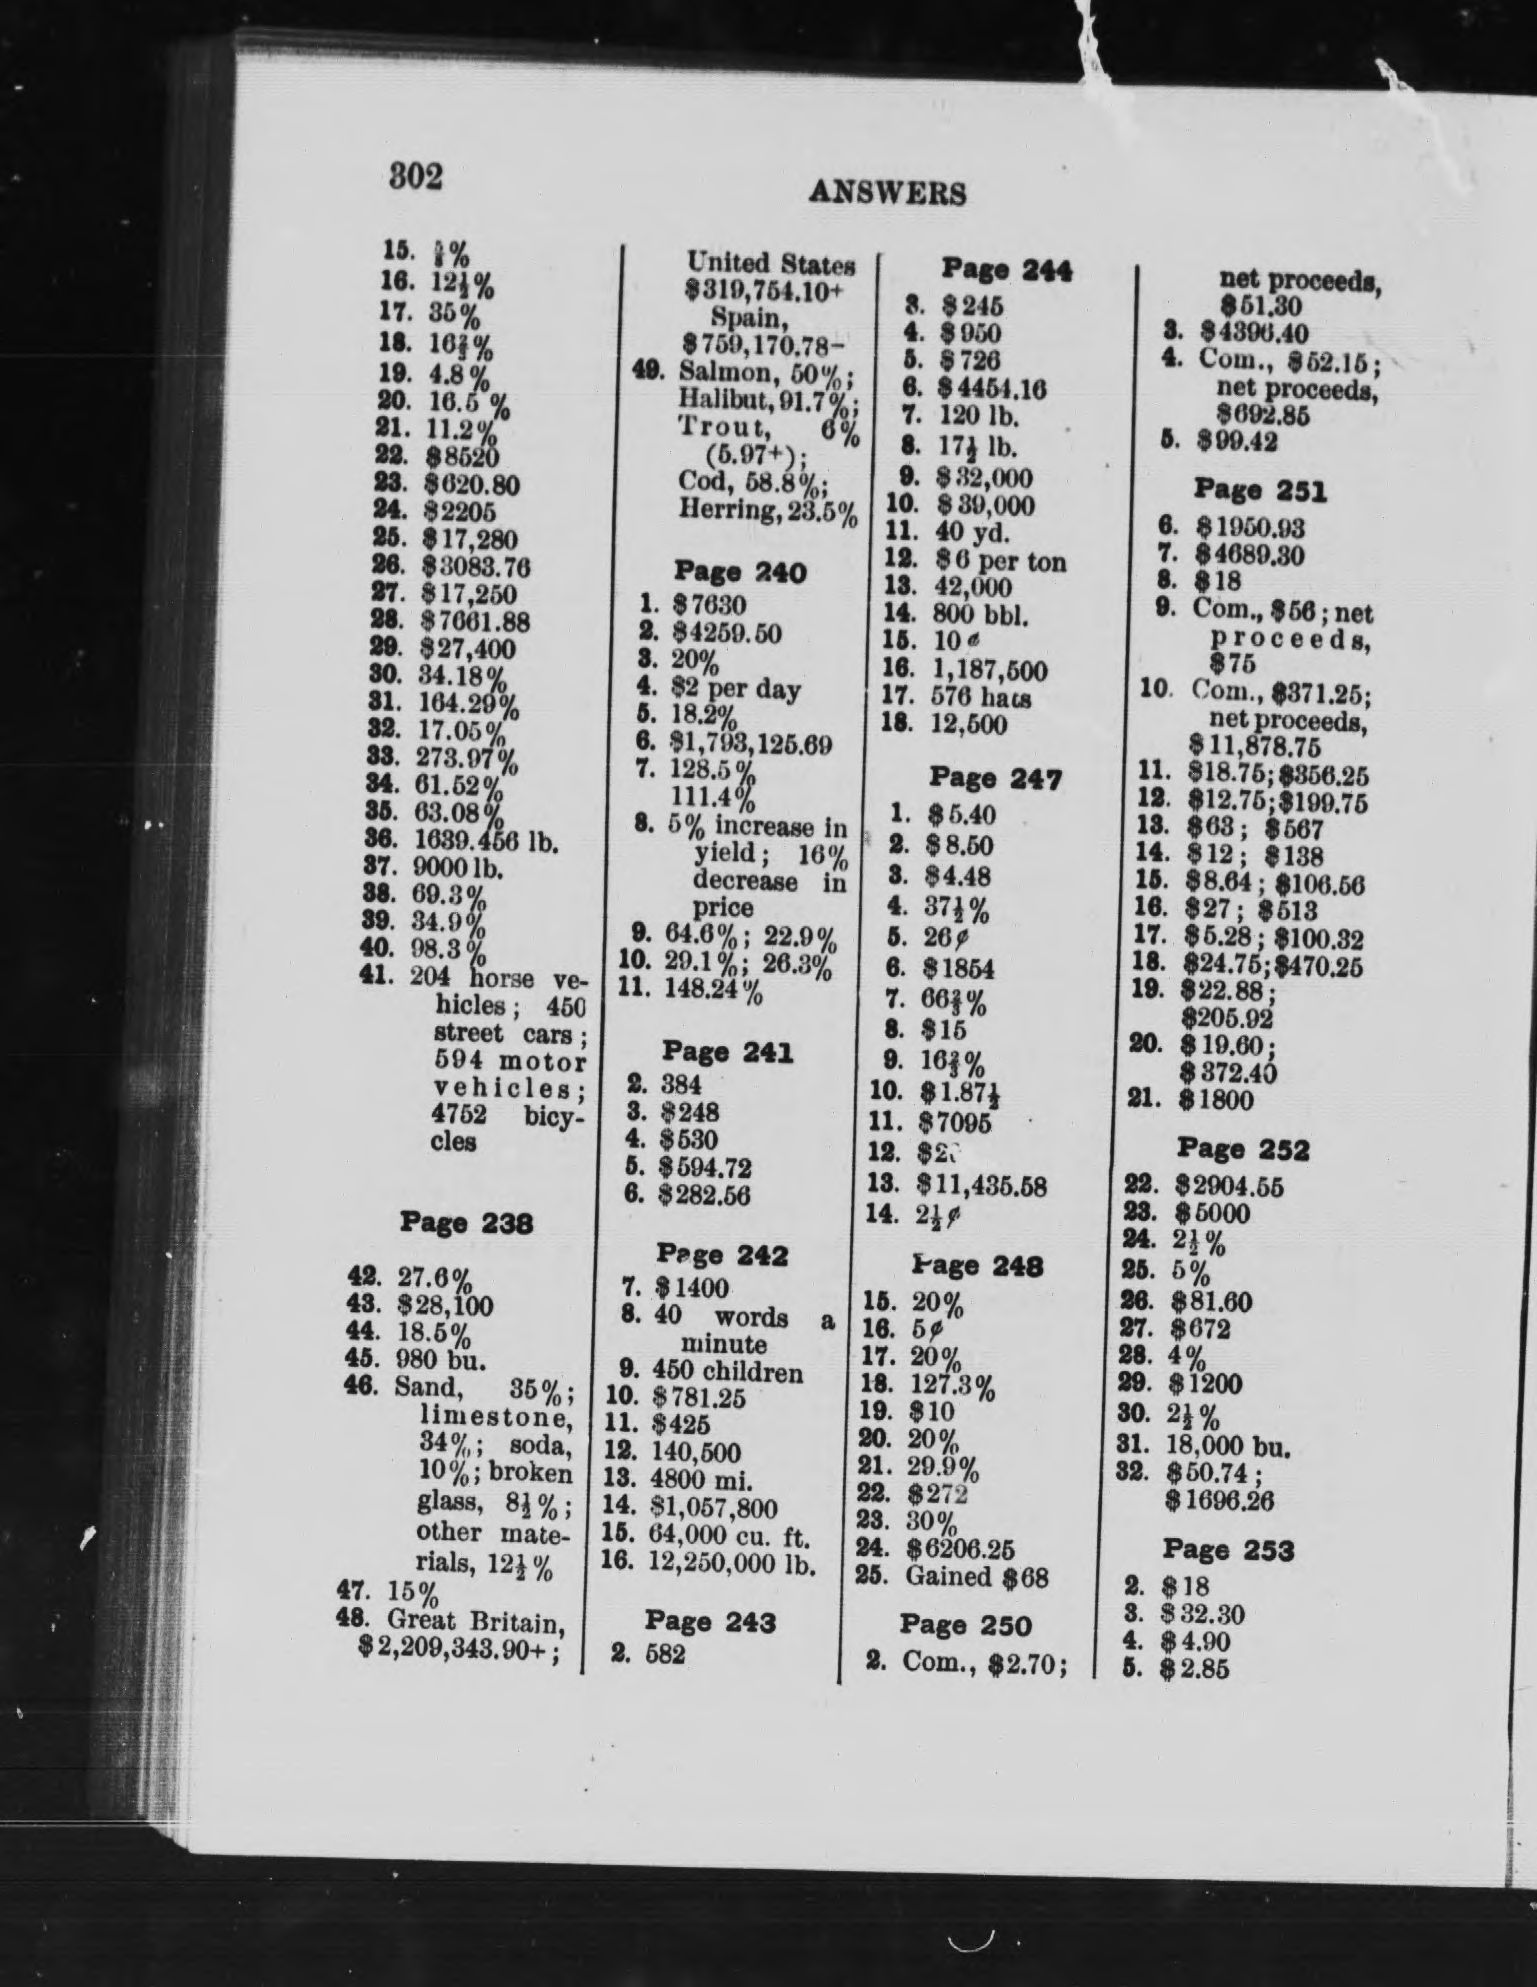 302
ANSWERS
15. %
16. 12½%
17. 35%
18. 16⅔%
19. 4.8%
20. 16.5 %
21. 11.2%
22. $8520
23. $620.80
24. $2205
25. $17,280
26. $3083.76
27. $17,250
28. $7661.88
29. $27,400
30. 34.18%
31. 164.29%
32. 17.05%
33. 273.97%
34. 61.52%
35. 63.08%
36. 1639.456 lb.
37. 9000 lb.
38. 69.3%
39. 34.9%
40. 98.3%
41. 204 horse ve-
hicles; 450
street cars;
594 motor
vehicles;
4752 bicy-
cles
Page 238
42. 27.6%
43. $28,100
44. 18.5%
45. 980 bu.
46. Sand, 35%;
limestone,
34%; soda,
10%; broken
glass, 8½%;
other mate-
rials, 12½%
47. 15%
48. Great Britain,
$2,209,343.90+;
United States
$319,754.10+
Spain,
$759,170.78-
49. Salmon, 50%;
Halibut, 91.7%;
Trout, 6%
(5.97+);
Cod, 58.8%;
Herring, 23.5%
Page 240
1. $7630
2. $4259.50
3. 20%
4. $2 per day
5. 18.2%
6. $1,793,125.69
7. 128.5%
111.4%
8. 5% increase in
yield; 16%
decrease in
price
9. 64.6%; 22.9%
10. 29.1%; 26.3%
11. 148.24%
Page 241
2. 384
3. $248
4. $530
5. $594.72
6. $282.56
Page 242
7. $1400
8. 40 words a
minute
9. 450 children
10. $781.25
11. $425
12. 140,500
13. 4800 mi.
14. $1,057,800
15. 64,000 cu. ft.
16. 12,250,000 lb.
Page 243
2. 582
Page 244
3. $245
4. $950
5. $726
6. $4454.16
7. 120 lb.
8. 17½ lb.
9. $32,000
10. $39,000
11. 40 yd.
12. $6 per ton
13. 42,000
14. 800 bbl.
15. 10¢
16. 1,187,500
17. 576 hats
18. 12,500
Page 247
1. $5.40
2. $8.50
3. $4.48
4. 37½%
5. 26¢
6. $1854
7. 66⅔%
8. $15
9. 16⅔%
10. $1.87½
11. $7095
12.
13. $11,435.58
14. 2½¢
Page 248
15. 20%
16. 5¢
17. 20%
18. 127.3%
19. $10
20. 20%
21. 29.9%
22. $272
23. 30%
24. $6206.25
25. Gained $68
Page 250
2. Com., $2.70;
net proceeds,
$51.30
3. $4396.40
4. Com., $52.15;
net proceeds,
$692.85
5. $99.42
Page 251
6. $1950.93
7. $4689.30
8. $18
9. Com., $56; net
proceeds,
$75
10. Com., $371.25;
net proceeds,
$11,878.75
11. $18.75; $356.25
12. $12.75; $199.75
13. $63; $567
14. $12; $138
15. $8.64; $106.56
16. $27; $513
17. $5.28; $100.32
18. $24.75; $470.25
19. $22.88;
$205.92
20. $19.60;
$372.40
21. $1800
Page 252
22. $2904.55
23. $5000
24. 2½%
25. 5%
26. $81.60
27. $672
28. 4%
29. $1200
30. 2½%
31. 18,000 bu.
32. $50.74;
$1696.26
Page 253
2. $18
3. $32.30
4. $4.90
5. $2.85